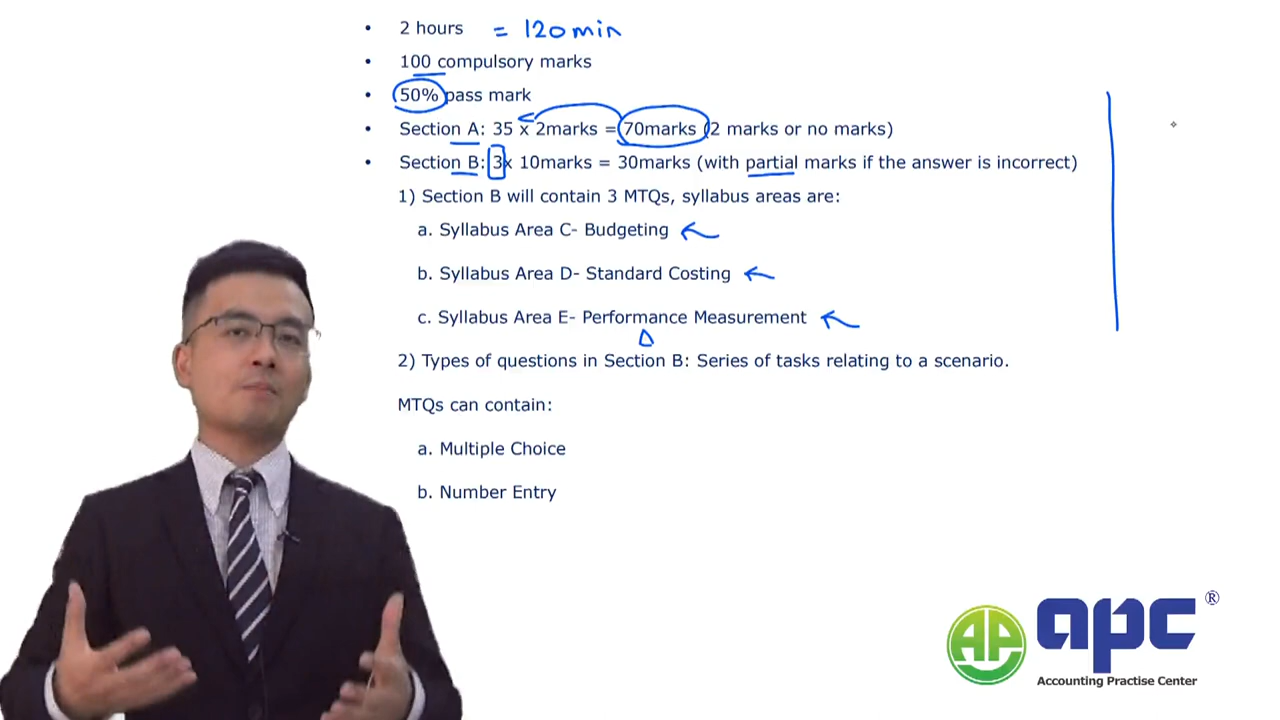 • 2 hours = 120min
• 100 compulsory marks
• 50% pass mark
• Section A: 35 x 2marks = 70marks (2 marks or no marks)
• Section B: 3x 10marks = 30marks (with partial marks if the answer is incorrect)
1) Section B will contain 3 MTQs, syllabus areas are:
a. Syllabus Area C- Budgeting
b. Syllabus Area D- Standard Costing
c. Syllabus Area E- Performance Measurement
2) Types of questions in Section B: Series of tasks relating to a scenario.
MTQs can contain:
a. Multiple Choice
b. Number Entry
AP apc ®
Accounting Practise Center